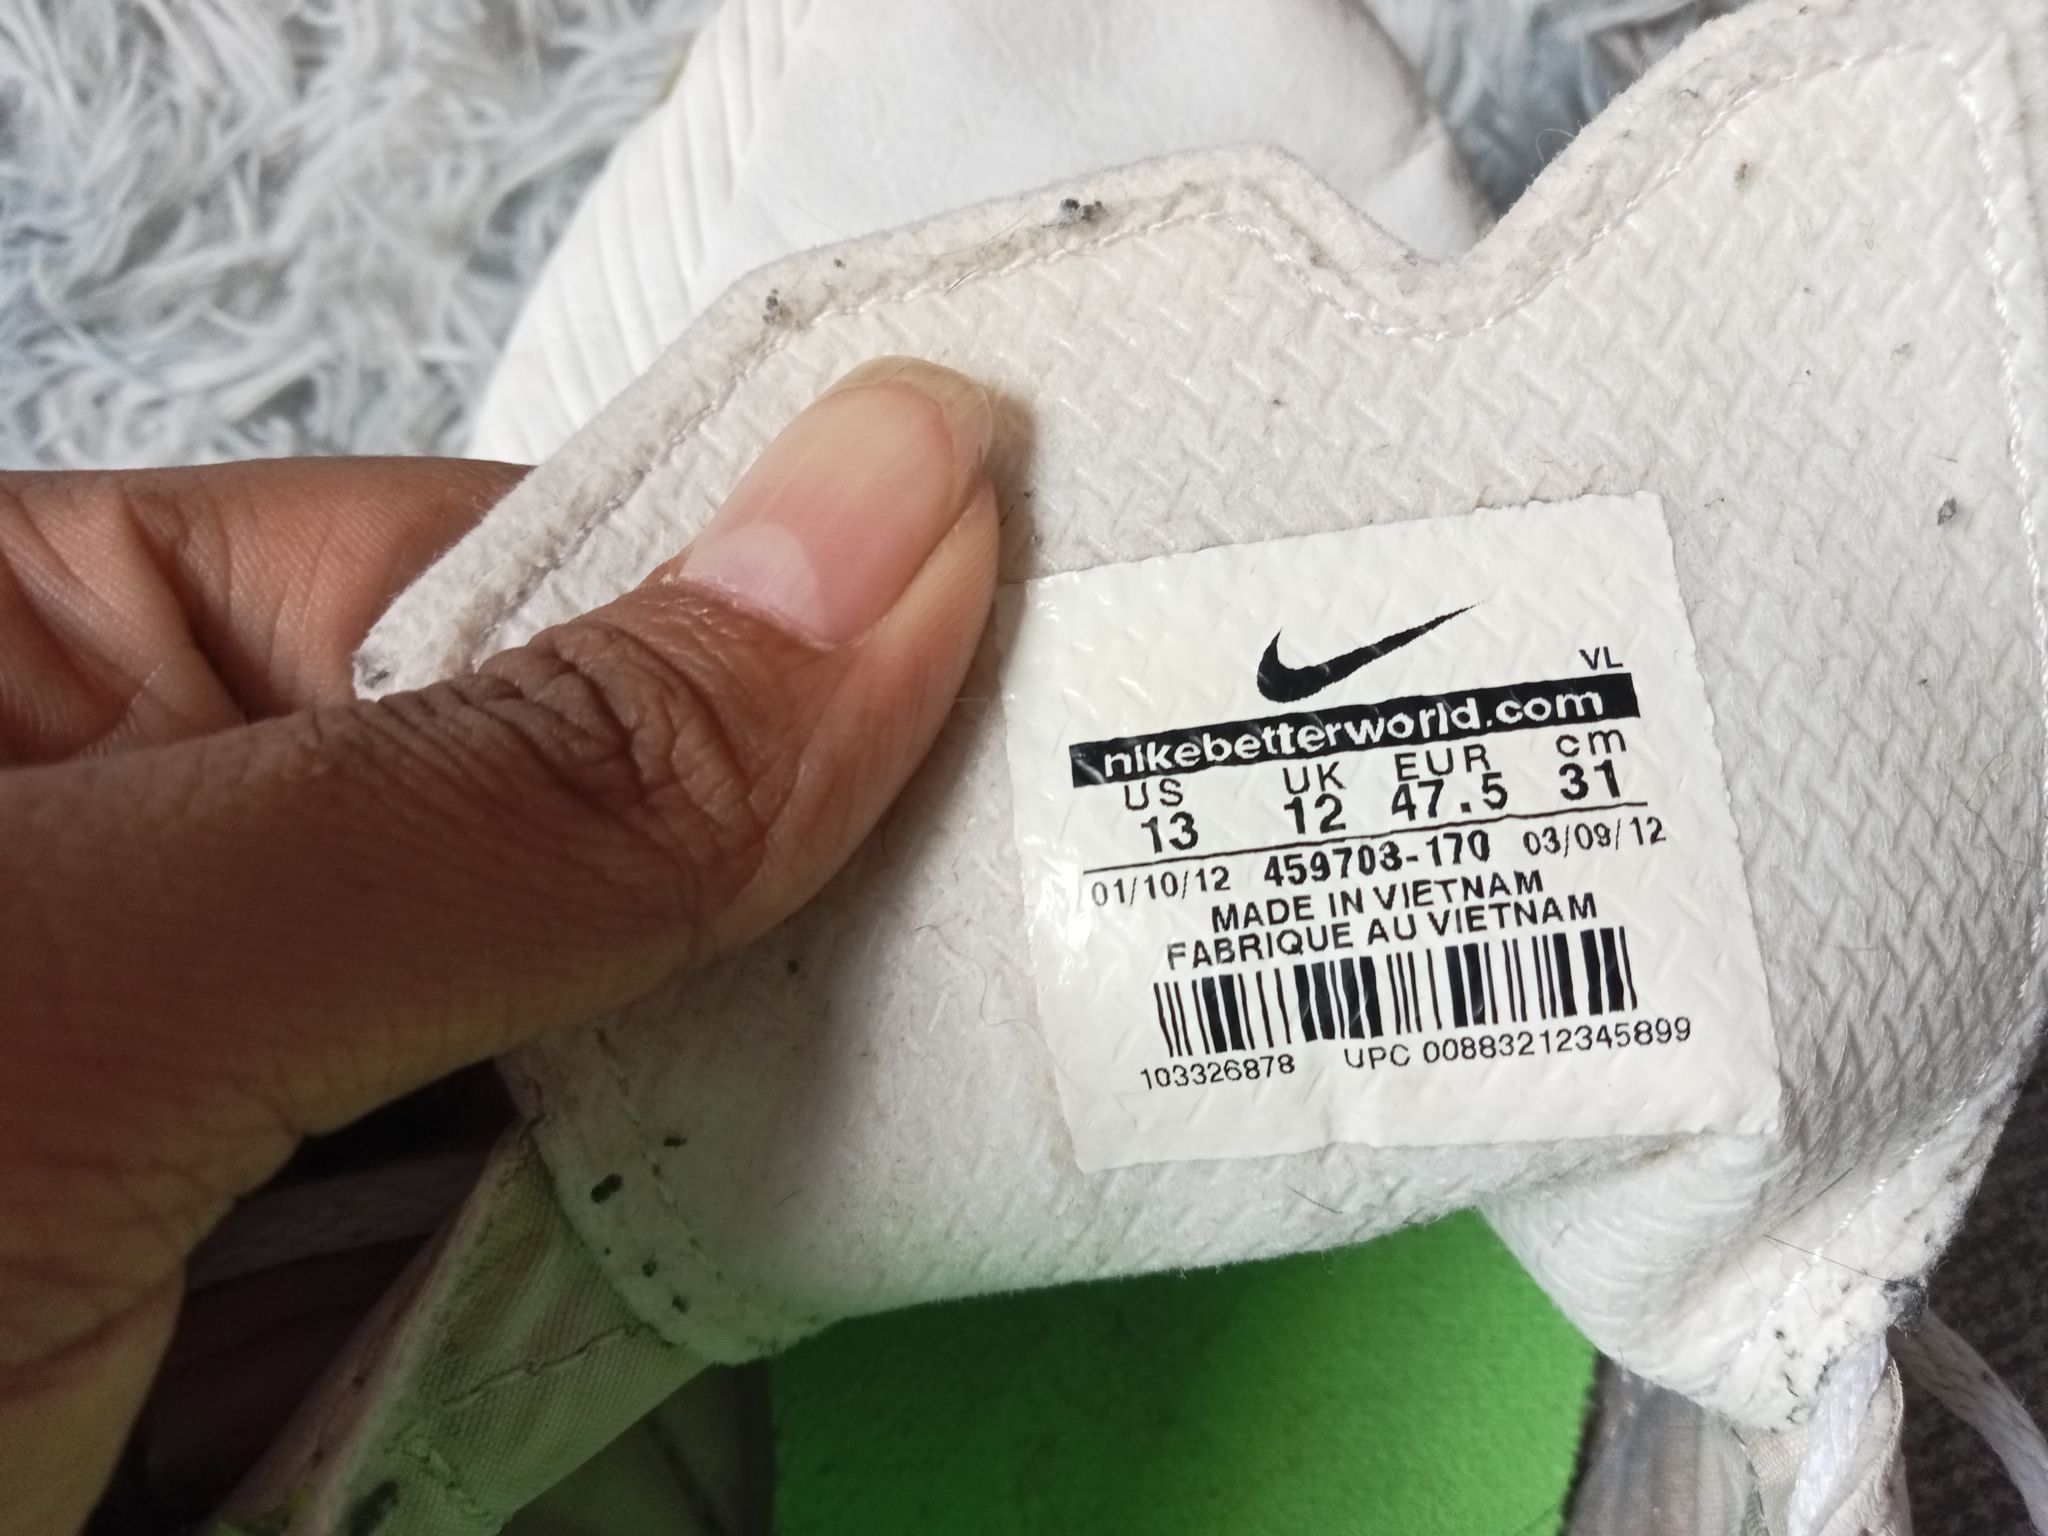 VL
nikebetterworld.com
US UK EUR cm
13 12 47.5 31
01/10/12 459703-170 03/09/12
MADE IN VIETNAM
FABRIQUE AU VIETNAM
103326878 UPC 00883212345899